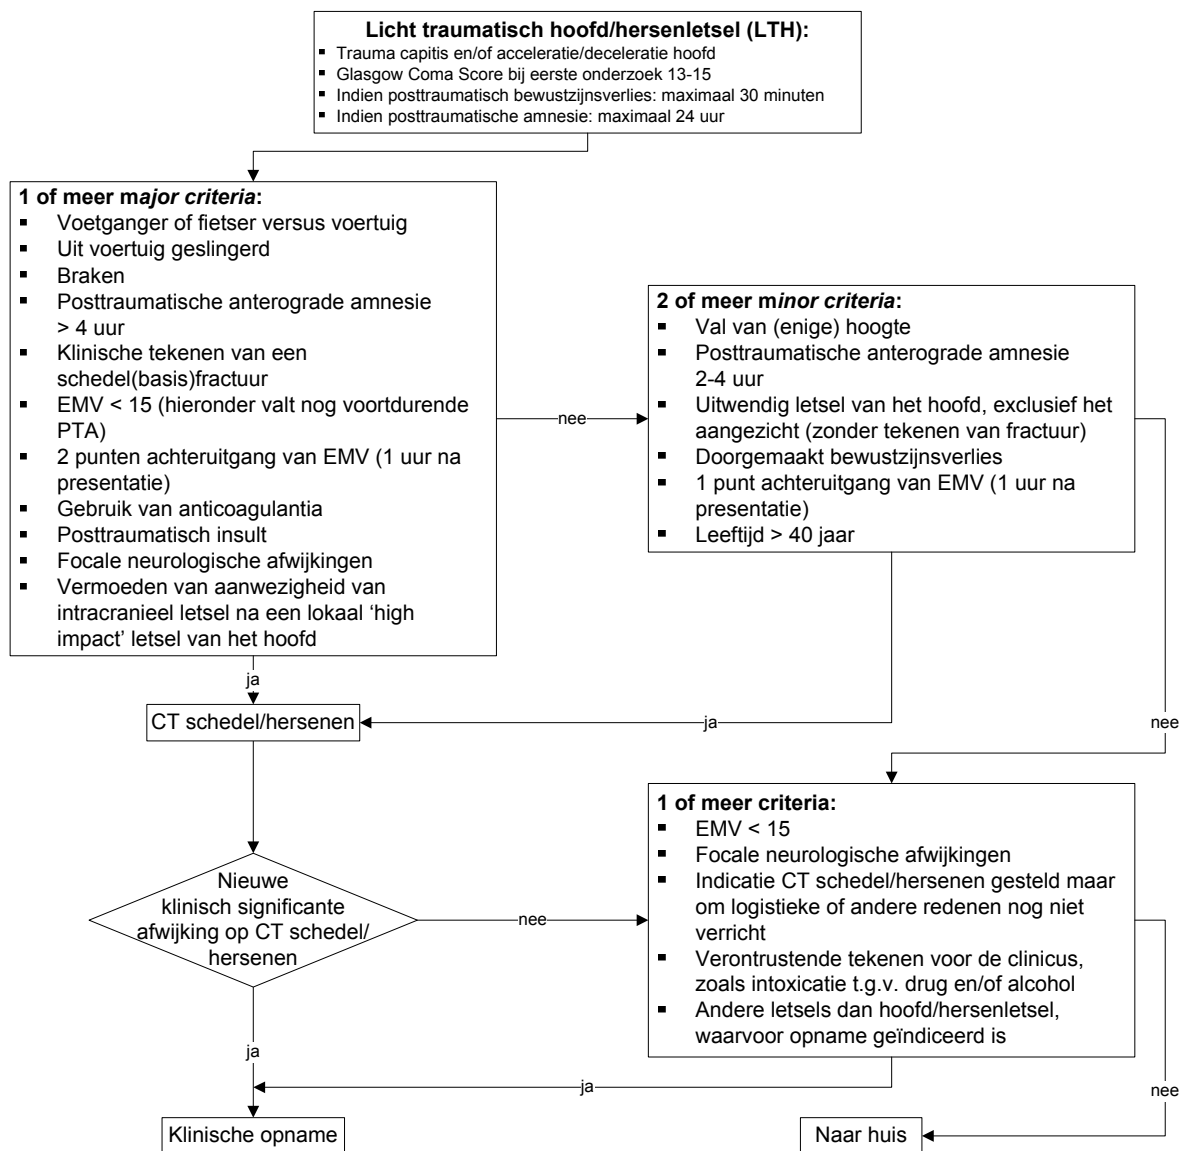 Licht traumatisch hoofd/hersenletsel (LTH):
▪ Trauma capitis en/of acceleratie/deceleratie hoofd
▪ Glasgow Coma Score bij eerste onderzoek 13-15
▪ Indien posttraumatisch bewustzijnsverlies: maximaal 30 minuten
▪ Indien posttraumatische amnesie: maximaal 24 uur
1 of meer major criteria:
▪ Voetganger of fietser versus voertuig
▪ Uit voertuig geslingerd
▪ Braken
▪ Posttraumatische anterograde amnesie
> 4 uur
▪ Klinische tekenen van een
schedel(basis)fractuur
▪ EMV < 15 (hieronder valt nog voortdurende
PTA)
▪ 2 punten achteruitgang van EMV (1 uur na
presentatie)
▪ Gebruik van anticoagulantia
▪ Posttraumatisch insult
▪ Focale neurologische afwijkingen
▪ Vermoeden van aanwezigheid van
intracranieel letsel na een lokaal ‘high
impact’ letsel van het hoofd
nee
2 of meer minor criteria:
▪ Val van (enige) hoogte
▪ Posttraumatische anterograde amnesie
2-4 uur
▪ Uitwendig letsel van het hoofd, exclusief het
aangezicht (zonder tekenen van fractuur)
▪ Doorgemaakt bewustzijnsverlies
▪ 1 punt achteruitgang van EMV (1 uur na
presentatie)
▪ Leeftijd > 40 jaar
ja
CT schedel/hersenen
ja
nee
Nieuwe
klinisch significante
afwijking op CT schedel/
hersenen
nee
1 of meer criteria:
▪ EMV < 15
▪ Focale neurologische afwijkingen
▪ Indicatie CT schedel/hersenen gesteld maar
om logistieke of andere redenen nog niet
verricht
▪ Verontrustende tekenen voor de clinicus,
zoals intoxicatie t.g.v. drug en/of alcohol
▪ Andere letsels dan hoofd/hersenletsel,
waarvoor opname geïndiceerd is
ja
ja
nee
Klinische opname
Naar huis